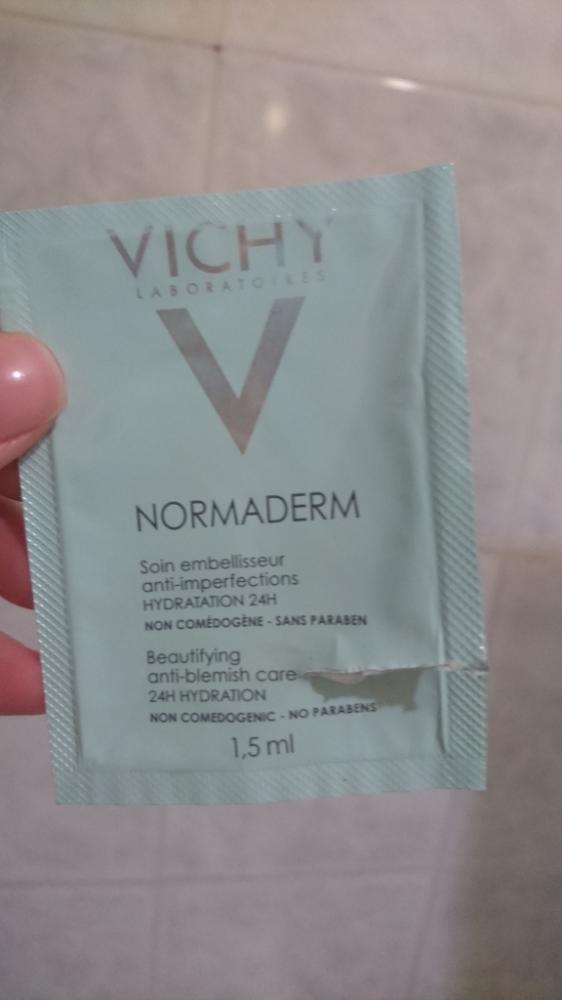 VICHY
LABORATOIRES
V
NORMADERM
Soin embellisseur
anti-imperfections
HYDRATATION 24H
NON COMÉDOGÈNE - SANS PARABEN
Beautifying
anti-blemish care
24H HYDRATION
NON COMEDOGENIC - NO PARABENS
1,5 ml